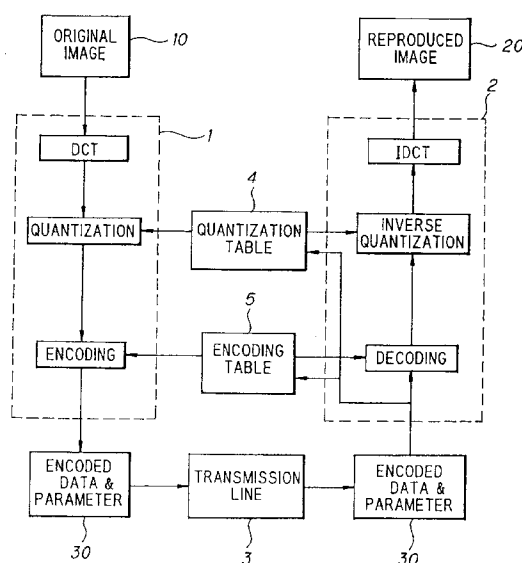 ORIGINAL
IMAGE
10
REPRODUCED
IMAGE
20
1
2
DCT
IDCT
4
QUANTIZATION
QUANTIZATION
TABLE
INVERSE
QUANTIZATION
5
ENCODING
ENCODING
TABLE
DECODING
ENCODED
DATA &
PARAMETER
TRANSMISSION
LINE
ENCODED
DATA &
PARAMETER
30
3
30